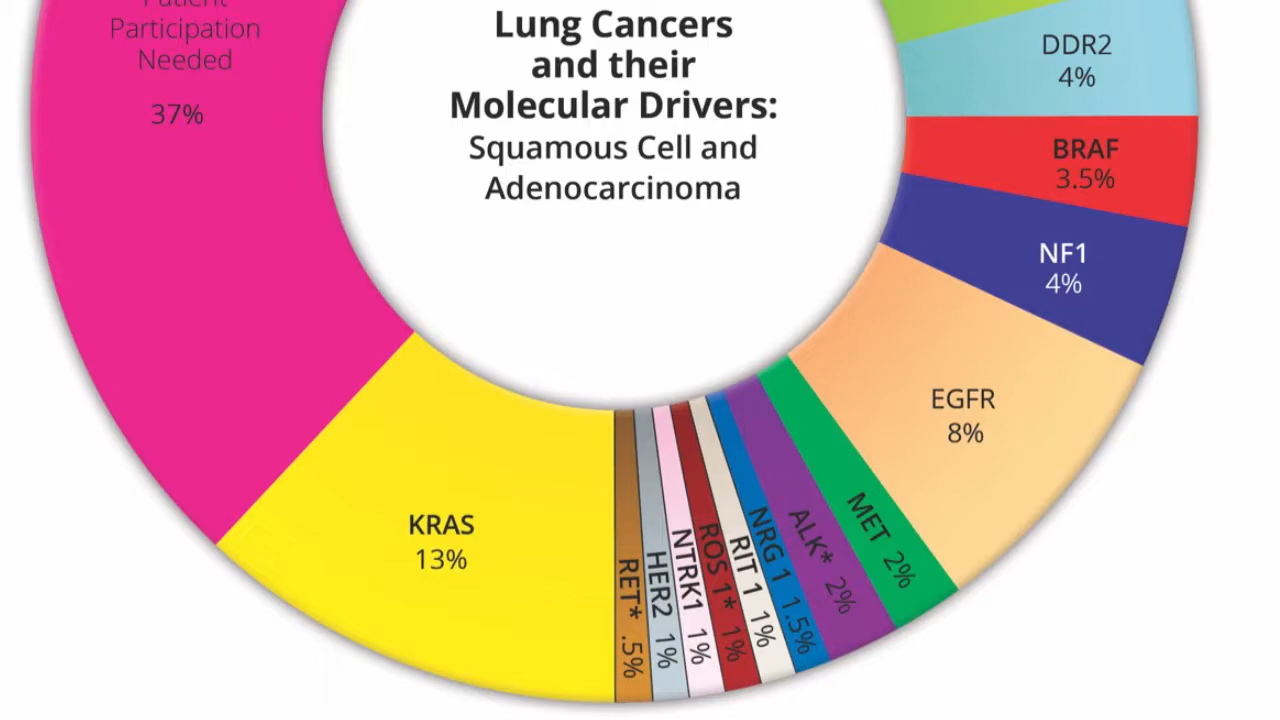 Patient
Participation
Needed
37%
Lung Cancers
and their
Molecular Drivers:
Squamous Cell and
Adenocarcinoma
DDR2
4%
BRAF
3.5%
NF1
4%
EGFR
8%
MET 2%
ALK* 2%
NRG 1 1.5%
RIT 1 1%
ROS 1* 1%
NTRK1 1%
HER2 1%
RET* .5%
KRAS
13%